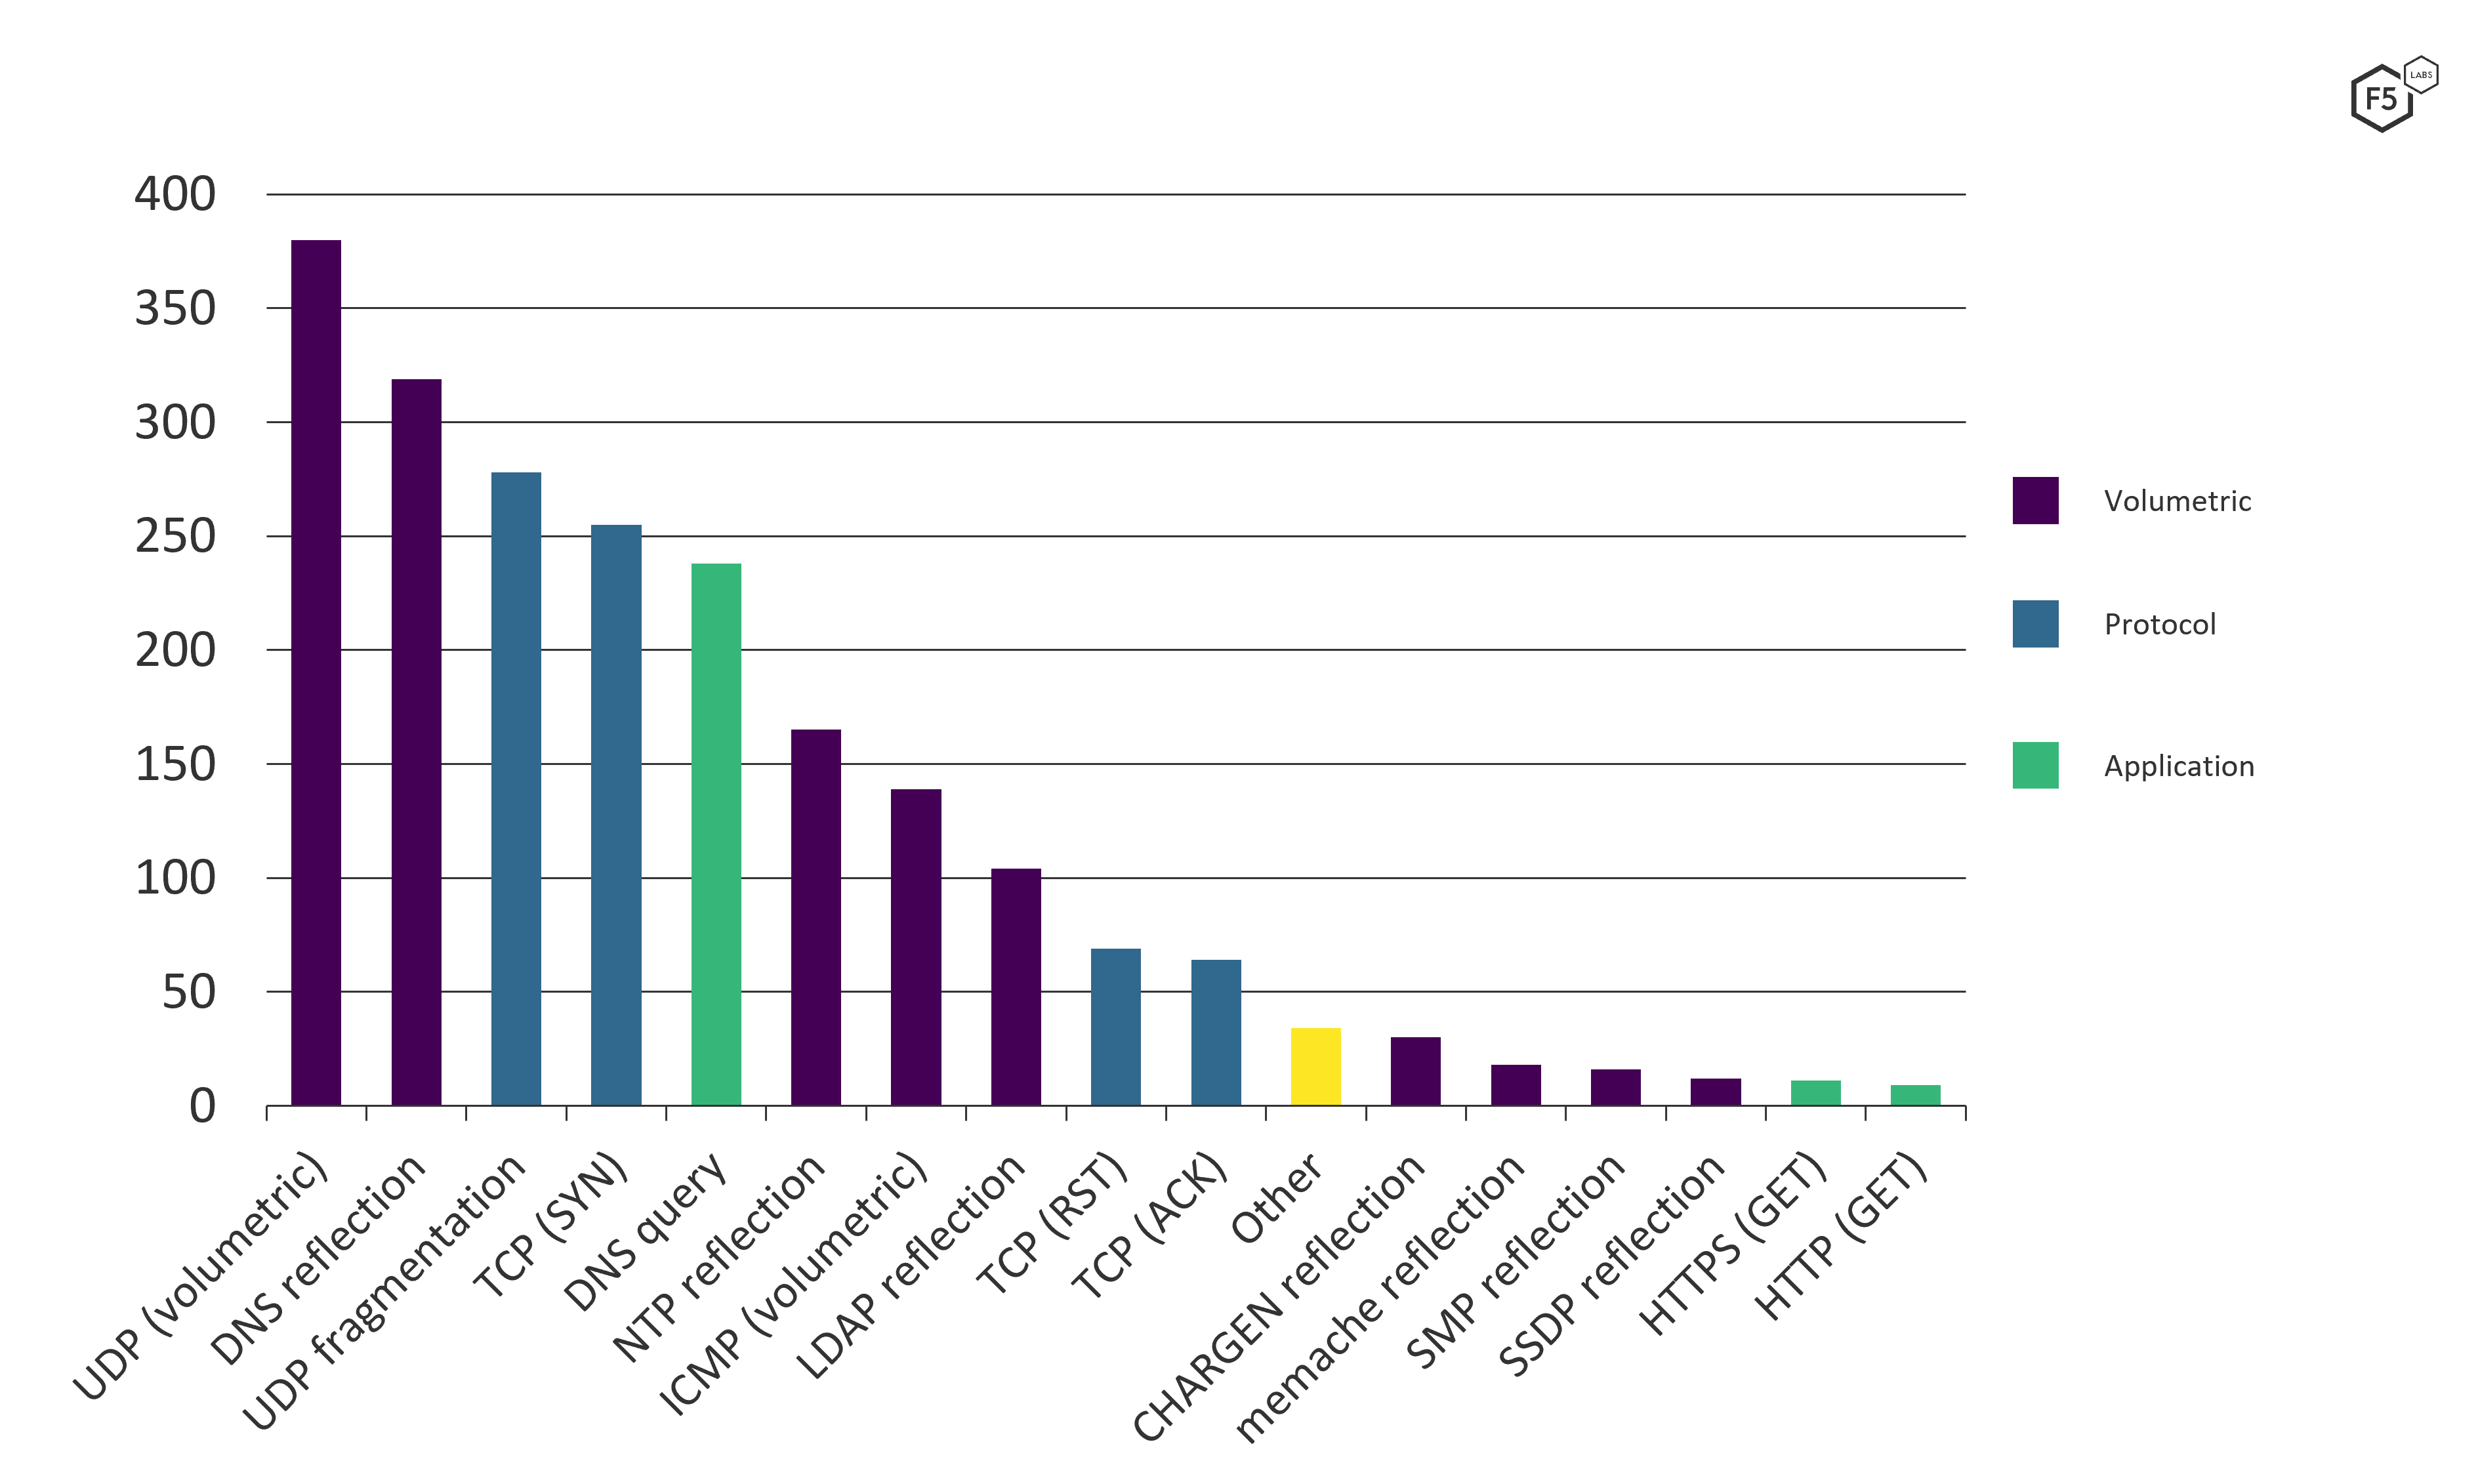 LABS
F5
400
350
300
250
200
150
100
50
0
UDP (volumetric)
DNS reflection
UDP fragmentation
TCP (SYN)
DNS query
NTP reflection
ICMP (volumetric)
LDAP reflection
TCP (RST)
TCP (ACK)
Other
CHARGEN reflection
memache reflection
SMP reflection
SSDP reflection
HTTPS (GET)
HTTP (GET)
Volumetric
Protocol
Application